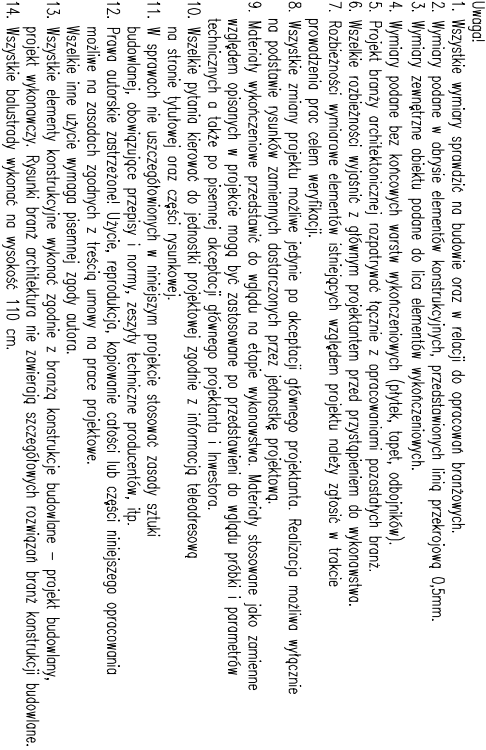 Uwaga!
1. Wszystkie wymiary sprawdzić na budowie oraz w relacji do opracowań branżowych.
2. Wymiary podane w obrysie elementów konstrukcyjnych, przedstawionych linią przekrojową 0,5mm.
3. Wymiary zewnętrzne obiektu podane do lica elementów wykończeniowych.
4. Wymiary podane bez końcowych warstw wykończeniowych (płytek, tapet, odbojników).
5. Projekt branży architektonicznej rozpatrywać łącznie z opracowaniami pozostałych branż.
6. Wszelkie rozbieżności wyjaśnić z głównym projektantem przed przystąpieniem do wykonawstwa.
7. Rozbieżności wymiarowe elementów istniejących względem projektu należy zgłosić w trakcie
prowadzenia prac celem weryfikacji.
8. Wszystkie zmiany projektu możliwe jedynie po akceptacji głównego projektanta. Realizacja możliwa wyłącznie
na podstawie rysunków zamiennych dostarczonych przez jednostkę projektową.
9. Materiały wykończeniowe przedstawić do wglądu na etapie wykonawstwa. Materiały stosowane jako zamienne
względem opisanych w projekcie mogą być zastosowane po przedstawieni do wglądu próbki i parametrów
technicznych a także po pisemnej akceptacji głównego projektanta i Inwestora.
10. Wszelkie pytania kierować do jednostki projektowej zgodnie z informacją teleadresową
na stronie tytułowej oraz części rysunkowej.
11. W sprawach nie uszczegółowionych w niniejszym projekcie stosować zasady sztuki
budowlanej, obowiązujące przepisy i normy, zeszyty techniczne producentów, itp.
12. Prawa autorskie zastrzeżone! Użycie, reprodukcja, kopiowanie całości lub części niniejszego opracowania
możliwe na zasadach zgodnych z treścią umowy na prace projektowe.
Wszelkie inne użycie wymaga pisemnej zgody autora.
13. Wszystkie elementy konstrukcyjne wykonać zgodnie z branżą konstrukcje budowlane – projekt budowlany,
projekt wykonawczy. Rysunki branż architektura nie zawierają szczegółowych rozwiązań branż konstrukcji budowlane.
14. Wszystkie balustrady wykonać na wysokość 110 cm.